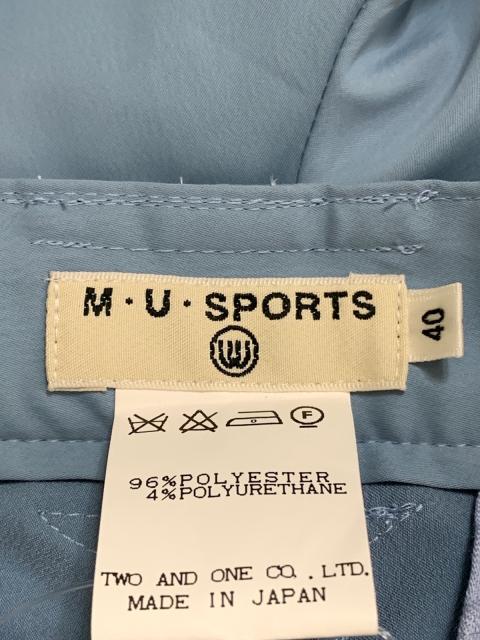 M·U·SPORTS
40
F
96%POLYESTER
4%POLYURETHANE
TWO AND ONE CO.,LTD.
MADE IN JAPAN